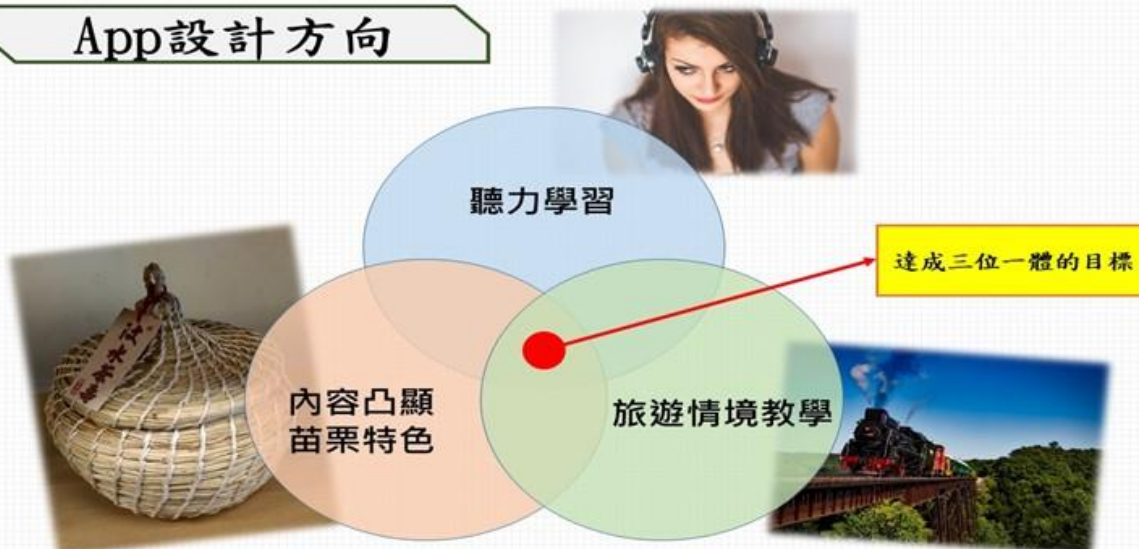 App設計方向
聽力學習
達成三位一體的目標
內容凸顯
苗栗特色
旅遊情境教學